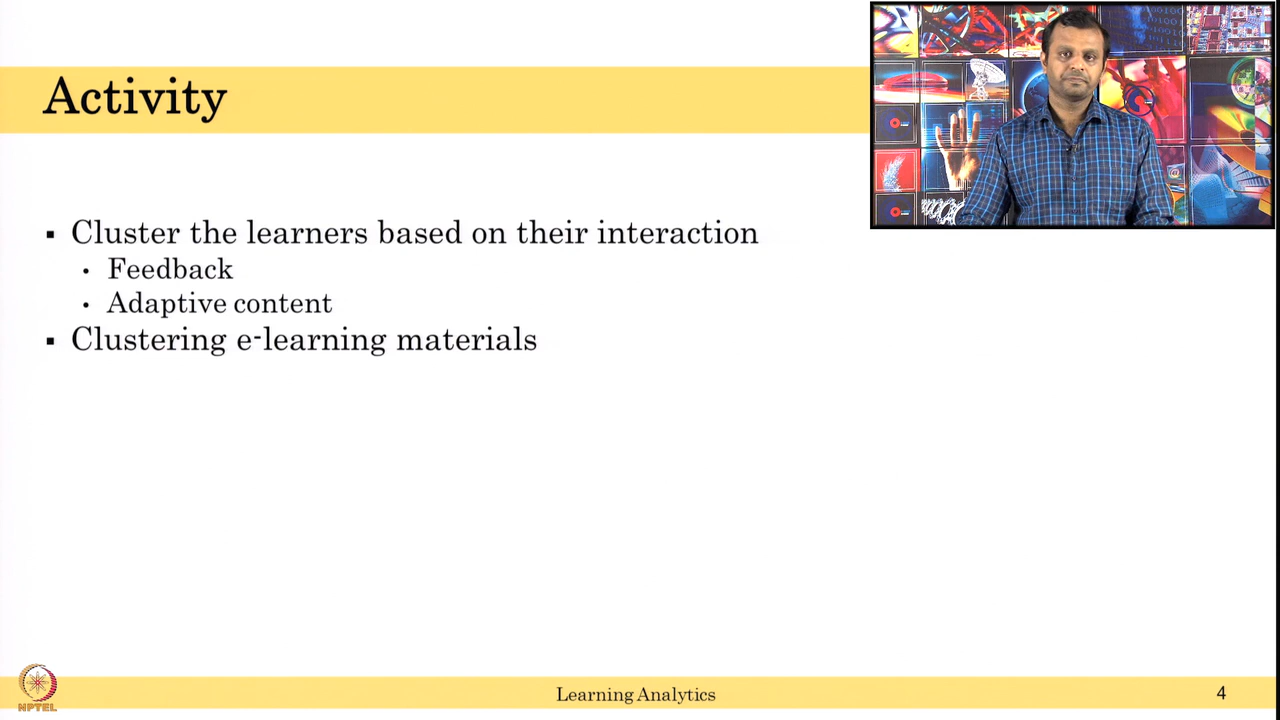 Activity
▪ Cluster the learners based on their interaction
• Feedback
• Adaptive content
▪ Clustering e-learning materials
NPTEL
Learning Analytics
4